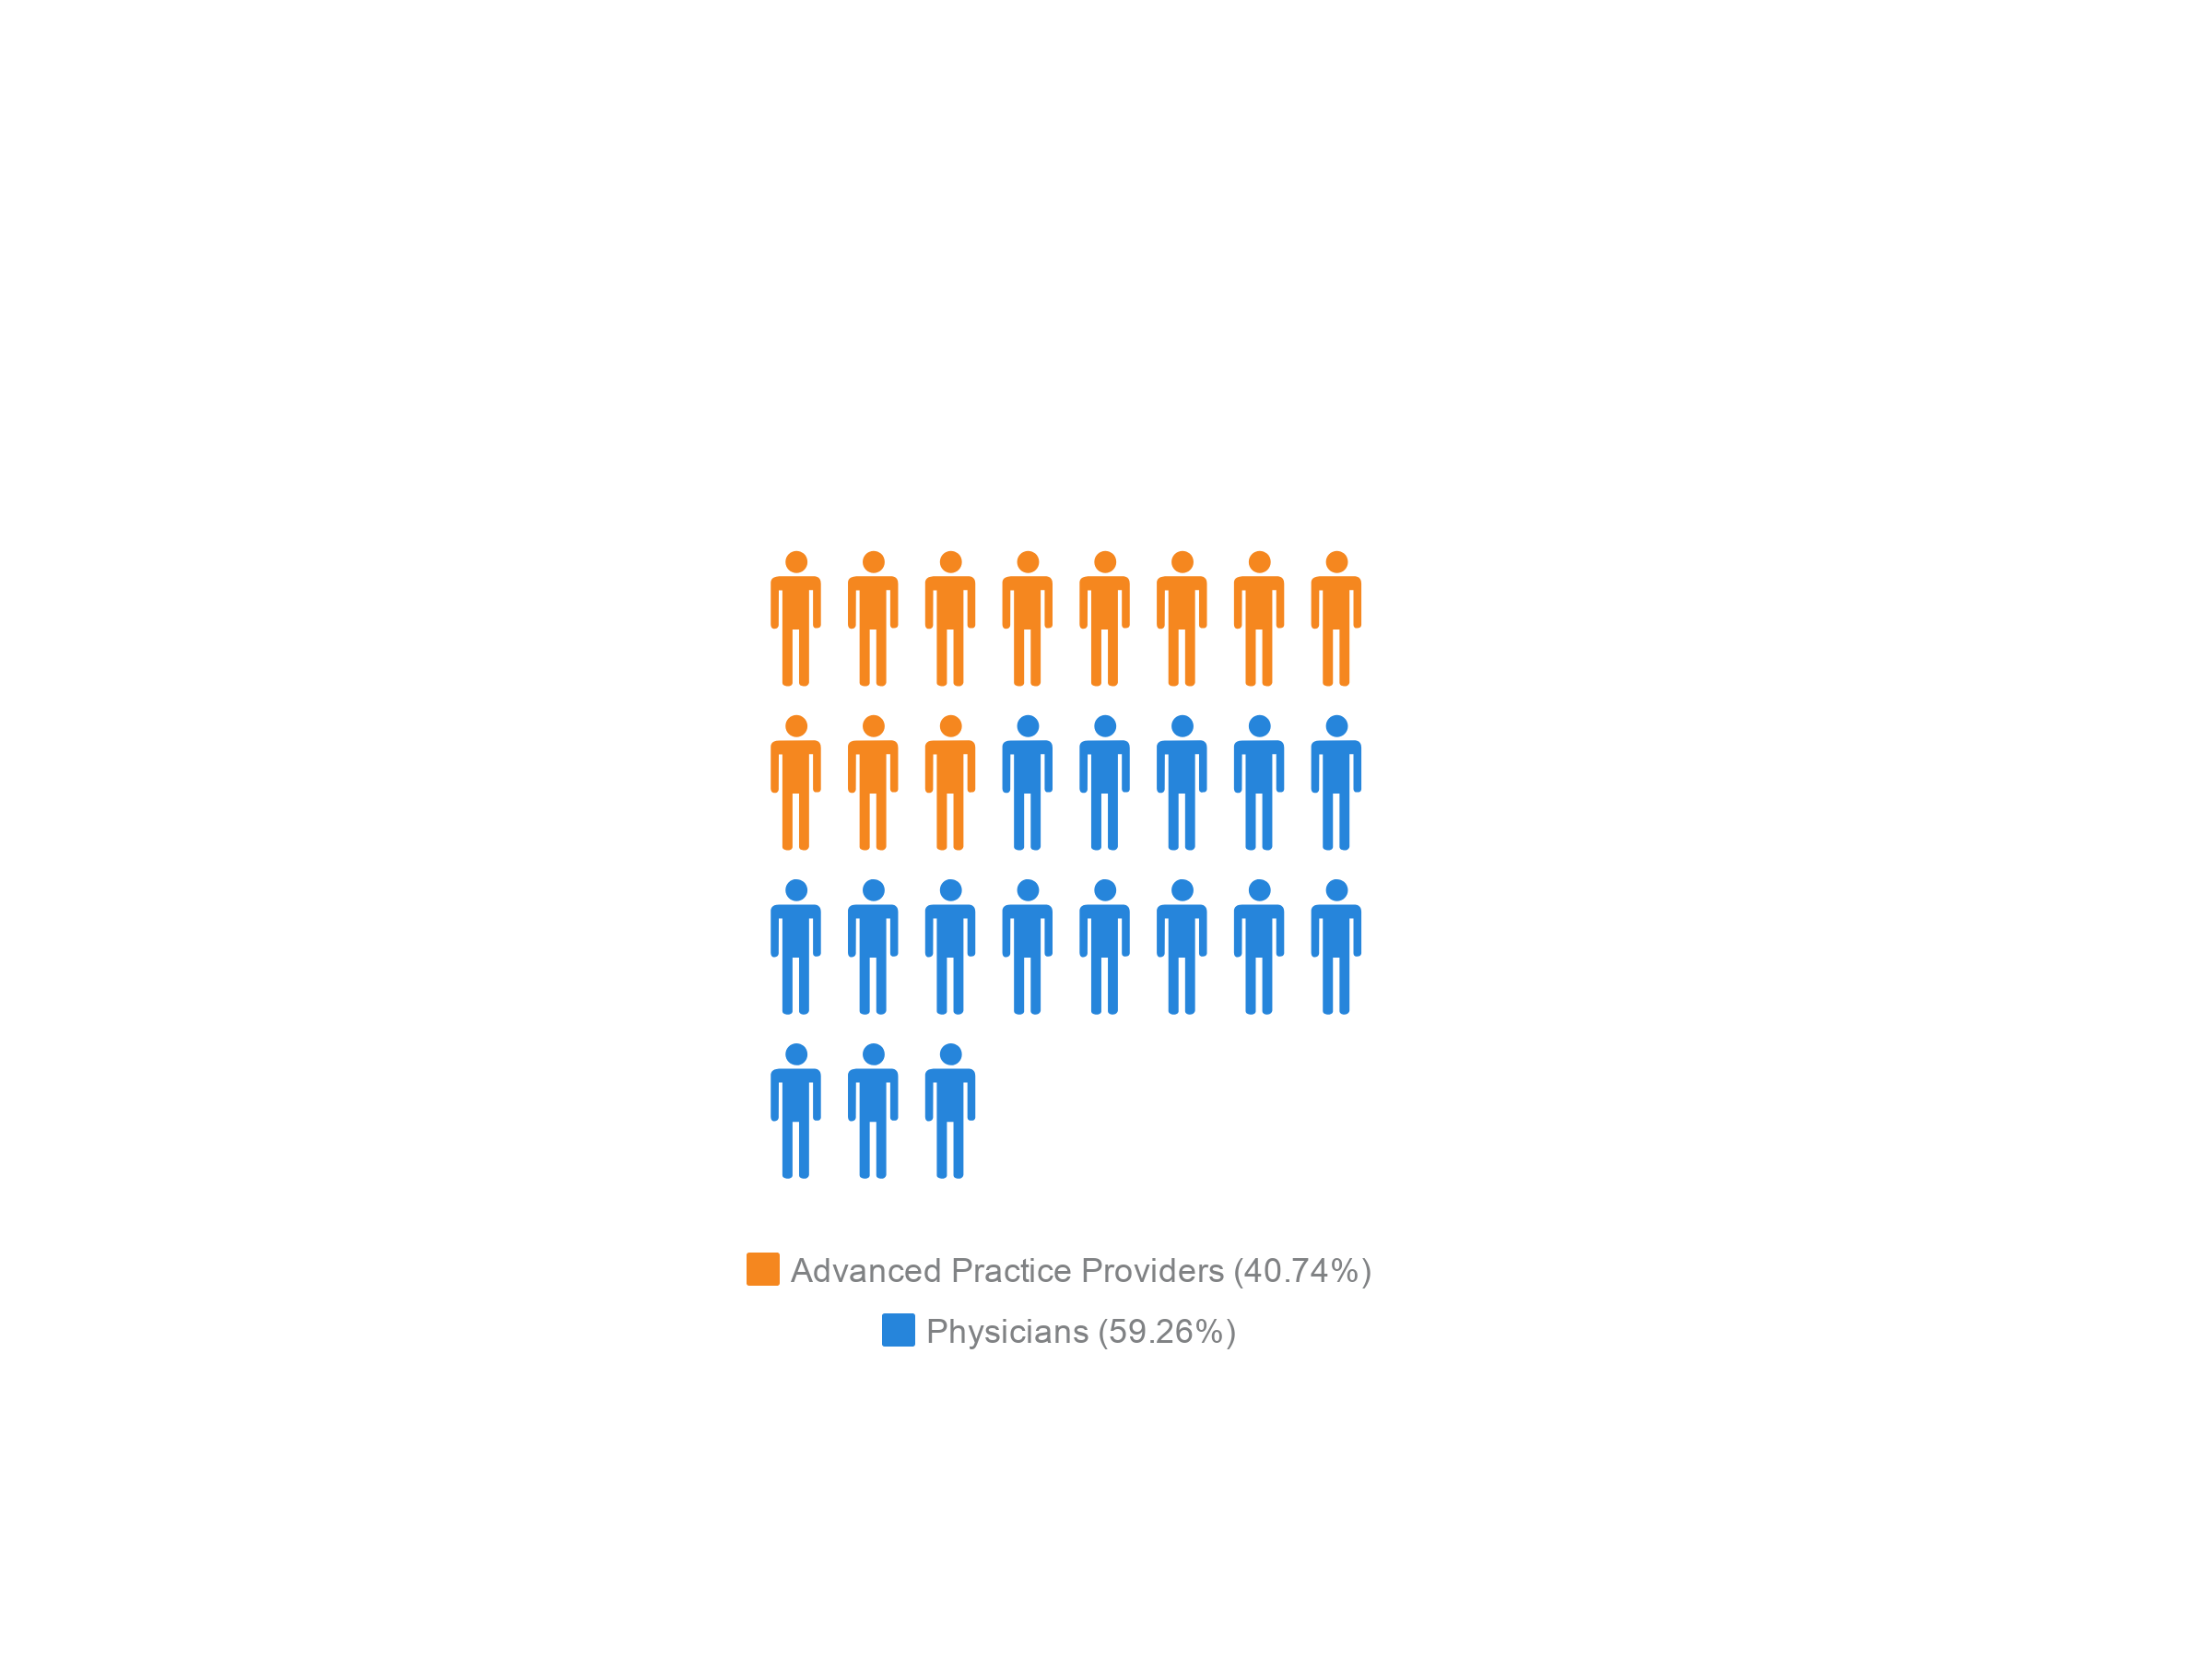 Advanced Practice Providers (40.74%)
Physicians (59.26%)